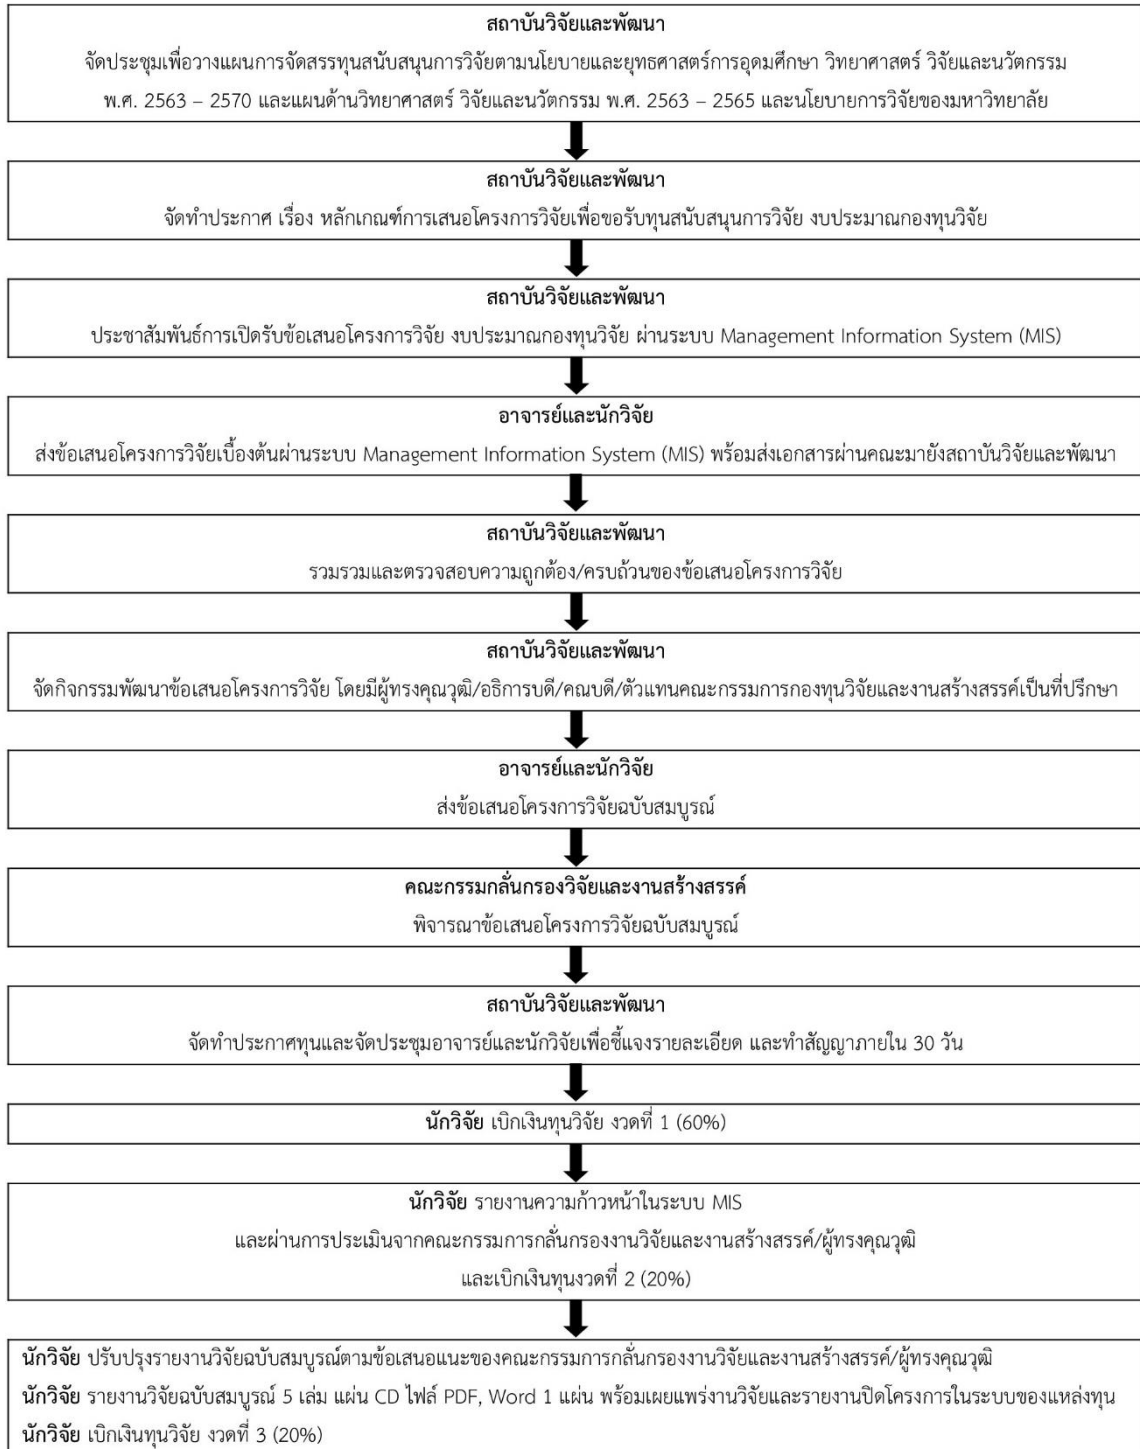 สถาบันวิจัยและพัฒนา
จัดประชุมเพื่อวางแผนการจัดสรรทุนสนับสนุนการวิจัยตามนโยบายและยุทธศาสตร์การอุดมศึกษา วิทยาศาสตร์ วิจัยและนวัตกรรม
พ.ศ. 2563 – 2570 และแผนด้านวิทยาศาสตร์ วิจัยและนวัตกรรม พ.ศ. 2563 – 2565 และนโยบายการวิจัยของมหาวิทยาลัย
สถาบันวิจัยและพัฒนา
จัดทำประกาศ เรื่อง หลักเกณฑ์การเสนอโครงการวิจัยเพื่อขอรับทุนสนับสนุนการวิจัย งบประมาณกองทุนวิจัย
สถาบันวิจัยและพัฒนา
ประชาสัมพันธ์การเปิดรับข้อเสนอโครงการวิจัย งบประมาณกองทุนวิจัย ผ่านระบบ Management Information System (MIS)
อาจารย์และนักวิจัย
ส่งข้อเสนอโครงการวิจัยเบื้องต้นผ่านระบบ Management Information System (MIS) พร้อมส่งเอกสารผ่านคณะมายังสถาบันวิจัยและพัฒนา
สถาบันวิจัยและพัฒนา
รวมรวมและตรวจสอบความถูกต้อง/ครบถ้วนของข้อเสนอโครงการวิจัย
สถาบันวิจัยและพัฒนา
จัดกิจกรรมพัฒนาข้อเสนอโครงการวิจัย โดยมีผู้ทรงคุณวุฒิ/อธิการบดี/คณบดี/ตัวแทนคณะกรรมการกองทุนวิจัยและงานสร้างสรรค์เป็นที่ปรึกษา
อาจารย์และนักวิจัย
ส่งข้อเสนอโครงการวิจัยฉบับสมบูรณ์
คณะกรรมกลั่นกรองวิจัยและงานสร้างสรรค์
พิจารณาข้อเสนอโครงการวิจัยฉบับสมบูรณ์
สถาบันวิจัยและพัฒนา
จัดทำประกาศทุนและจัดประชุมอาจารย์และนักวิจัยเพื่อชี้แจงรายละเอียด และทำสัญญาภายใน 30 วัน
นักวิจัย เบิกเงินทุนวิจัย งวดที่ 1 (60%)
นักวิจัย รายงานความก้าวหน้าในระบบ MIS
และผ่านการประเมินจากคณะกรรมการกลั่นกรองงานวิจัยและงานสร้างสรรค์/ผู้ทรงคุณวุฒิ
และเบิกเงินทุนงวดที่ 2 (20%)
นักวิจัย ปรับปรุงรายงานวิจัยฉบับสมบูรณ์ตามข้อเสนอแนะของคณะกรรมการกลั่นกรองงานวิจัยและงานสร้างสรรค์/ผู้ทรงคุณวุฒิ
นักวิจัย รายงานวิจัยฉบับสมบูรณ์ 5 เล่ม แผ่น CD ไฟล์ PDF, Word 1 แผ่น พร้อมเผยแพร่งานวิจัยและรายงานปิดโครงการในระบบของแหล่งทุน
นักวิจัย เบิกเงินทุนวิจัย งวดที่ 3 (20%)